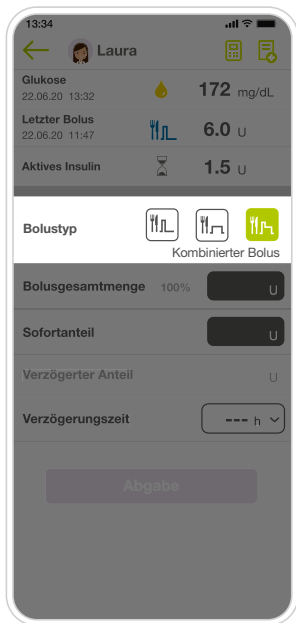 13:34
Laura
Glukose
22.06.20 13:32
172 mg/dL
Letzter Bolus
22.06.20 11:47
6.0 U
Aktives Insulin
1.5 U
Bolustyp
Kombinierter Bolus
Bolusgesamtmenge 100% U
Sofortanteil U
Verzögerter Anteil U
Verzögerungszeit --- h
Abgabe